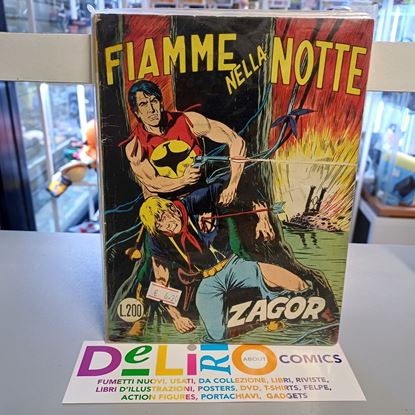 FIAMME NELLA NOTTE
L.200
ZAGOR
DELIRIO ABOUT COMICS
FUMETTI NUOVI, USATI, DA COLLEZIONE, LIBRI, RIVISTE,
LIBRI D'ILLUSTRAZIONI, POSTERS, DVD, T-SHIRTS, FELPE,
ACTION FIGURES, PORTACHIAVI, GADGETS